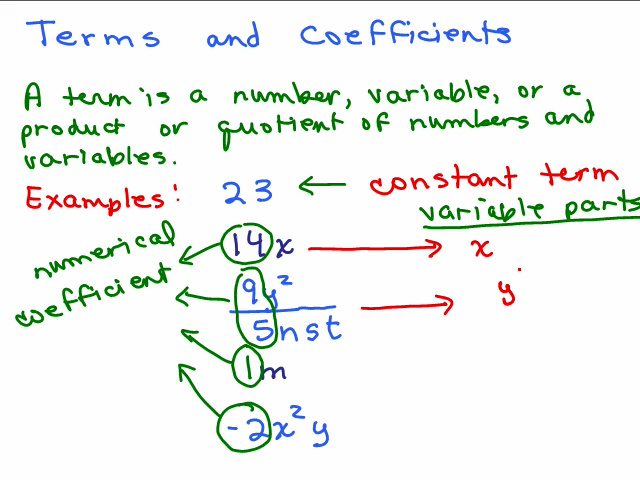 Terms and Coefficients
A term is a number, variable, or a
product or quotient of numbers and
variables.
Examples: 23 ← constant term
variable parts
numerical
coefficient
14x → x
9y²/5nst → y
1m
-2x²y